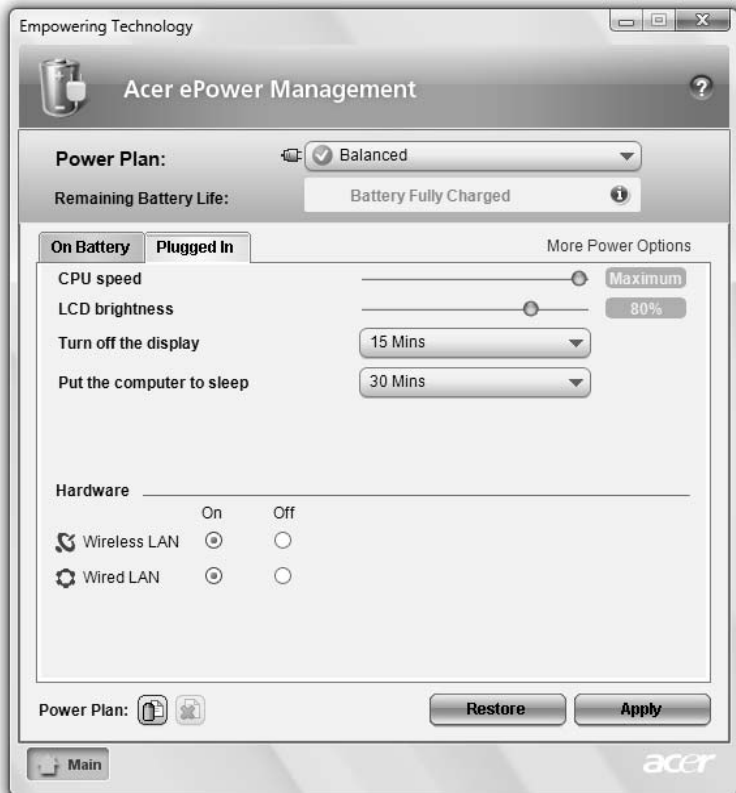 Empowering Technology
Acer ePower Management
?
Power Plan:
Balanced
Remaining Battery Life:
Battery Fully Charged
i
On Battery
Plugged In
More Power Options
CPU speed
Maximum
LCD brightness
80%
Turn off the display
15 Mins
Put the computer to sleep
30 Mins
Hardware
On Off
Wireless LAN
Wired LAN
Power Plan:
Restore
Apply
Main
acer